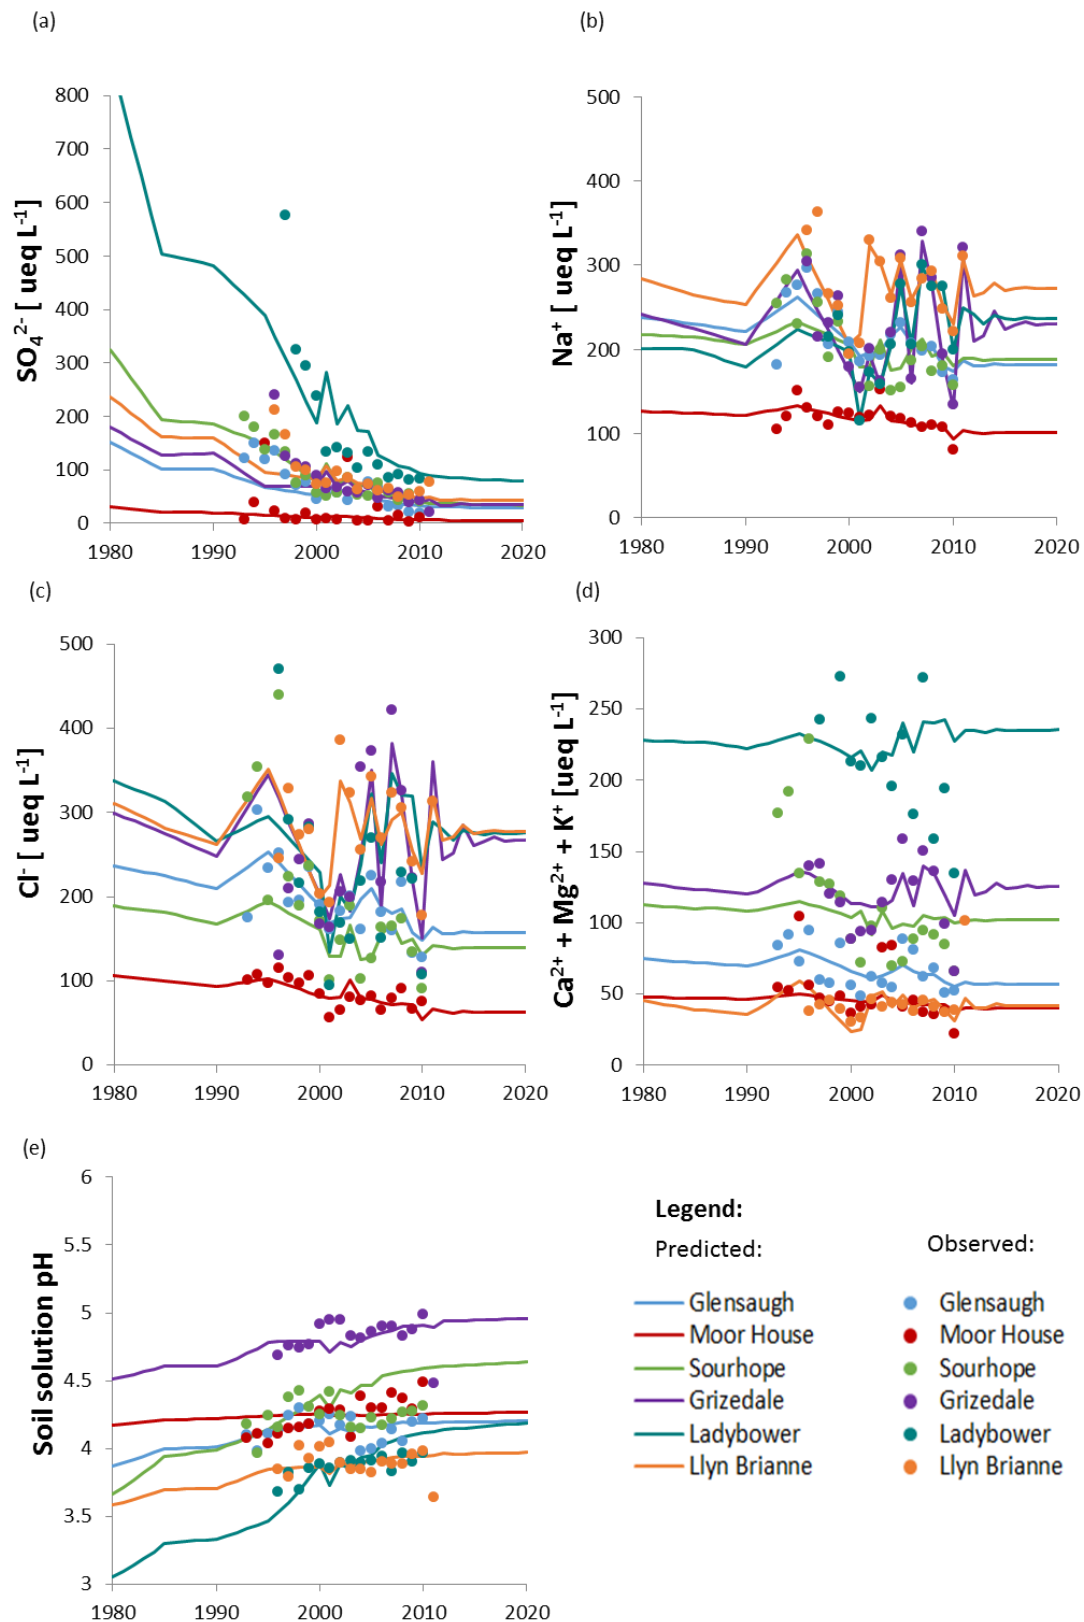 (a)
(b)
800
700
600
500
400
300
200
100
0
SO₄²⁻ [ ueq L⁻¹]
1980 1990 2000 2010 2020
500
400
300
200
100
0
Na⁺ [ ueq L⁻¹]
1980 1990 2000 2010 2020
(c)
(d)
500
400
300
200
100
0
Cl⁻ [ ueq L⁻¹]
1980 1990 2000 2010 2020
300
250
200
150
100
50
0
Ca²⁺ + Mg²⁺ + K⁺ [ueq L⁻¹]
1980 1990 2000 2010 2020
(e)
6
5.5
5
4.5
4
3.5
3
Soil solution pH
1980 1990 2000 2010 2020
Legend:
Predicted: Observed:
Glensaugh Glensaugh
Moor House Moor House
Sourhope Sourhope
Grizedale Grizedale
Ladybower Ladybower
Llyn Brianne Llyn Brianne